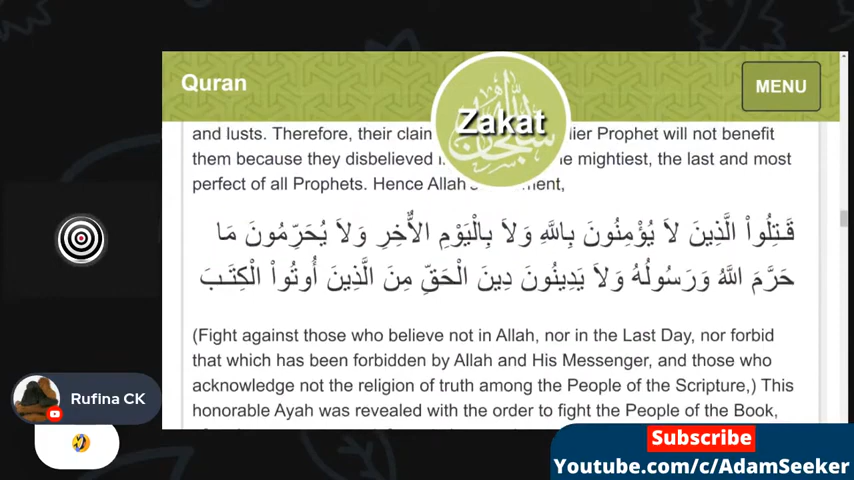 Quran
Zakat
MENU
and lusts. Therefore, their claim lier Prophet will not benefit
them because they disbelieved he mightiest, the last and most
perfect of all Prophets. Hence Allah's ment,
قَـتِلُواْ الَّذِينَ لاَ يُؤْمِنُونَ بِاللَّهِ وَلاَ بِالْيَوْمِ الاٌّخِرِ وَلاَ يُحَرِّمُونَ مَا
حَرَّمَ اللَّهُ وَرَسُولُهُ وَلاَ يَدِينُونَ دِينَ الْحَقِّ مِنَ الَّذِينَ أُوتُواْ الْكِتَـبَ
(Fight against those who believe not in Allah, nor in the Last Day, nor forbid
that which has been forbidden by Allah and His Messenger, and those who
acknowledge not the religion of truth among the People of the Scripture,) This
honorable Ayah was revealed with the order to fight the People of the Book,
Rufina CK
Subscribe
Youtube.com/c/AdamSeeker